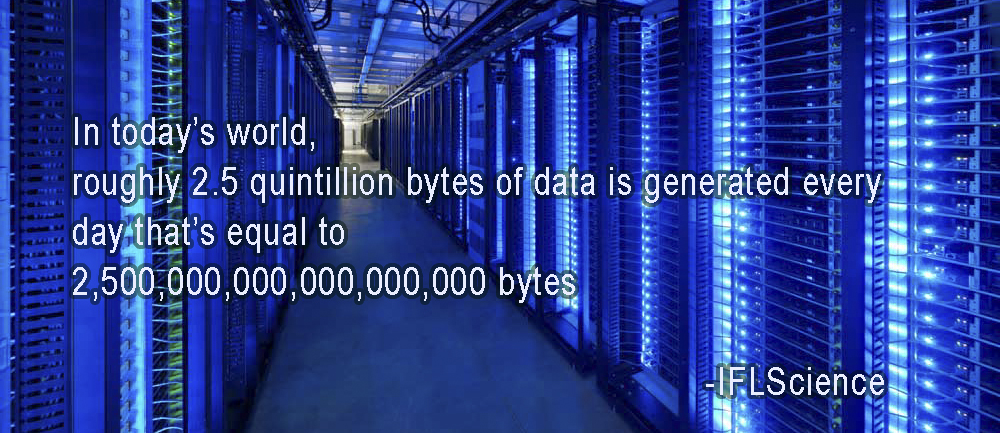 In today's world,
roughly 2.5 quintillion bytes of data is generated every
day that's equal to
2,500,000,000,000,000,000 bytes
-IFLScience